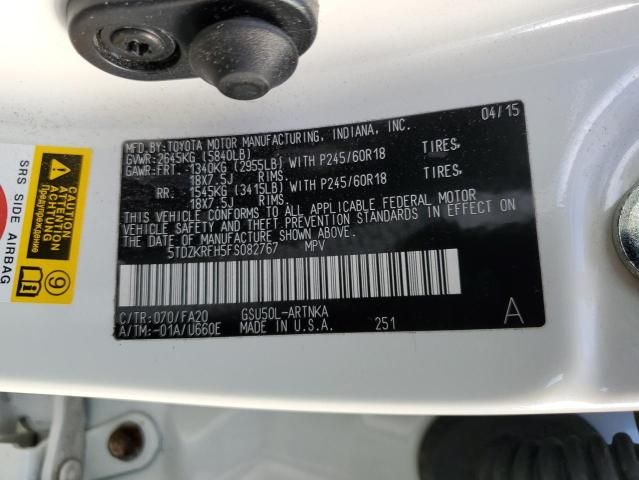 MFD.BY:TOYOTA MOTOR MANUFACTURING, INDIANA, INC. 04/15
GVWR:2645KG (5840LB)
GAWR:FRT. 1340KG (2955LB) WITH P245/60R18 TIRES,
18X7.5J RIMS.
RR. 1545KG (3415LB) WITH P245/60R18 TIRES,
18X7.5J RIMS.
THIS VEHICLE CONFORMS TO ALL APPLICABLE FEDERAL MOTOR
VEHICLE SAFETY AND THEFT PREVENTION STANDARDS IN EFFECT ON
THE DATE OF MANUFACTURE SHOWN ABOVE.
5TDZKRFH5FS082767 MPV
C/TR:070/FA20 GSU50L-ARTNKA
A/TM:-01A/U660E MADE IN U.S.A. 251 A
SRS SIDE AIRBAG
CAUTION
ATTENTION
ACHTUNG
Предупреждение
9